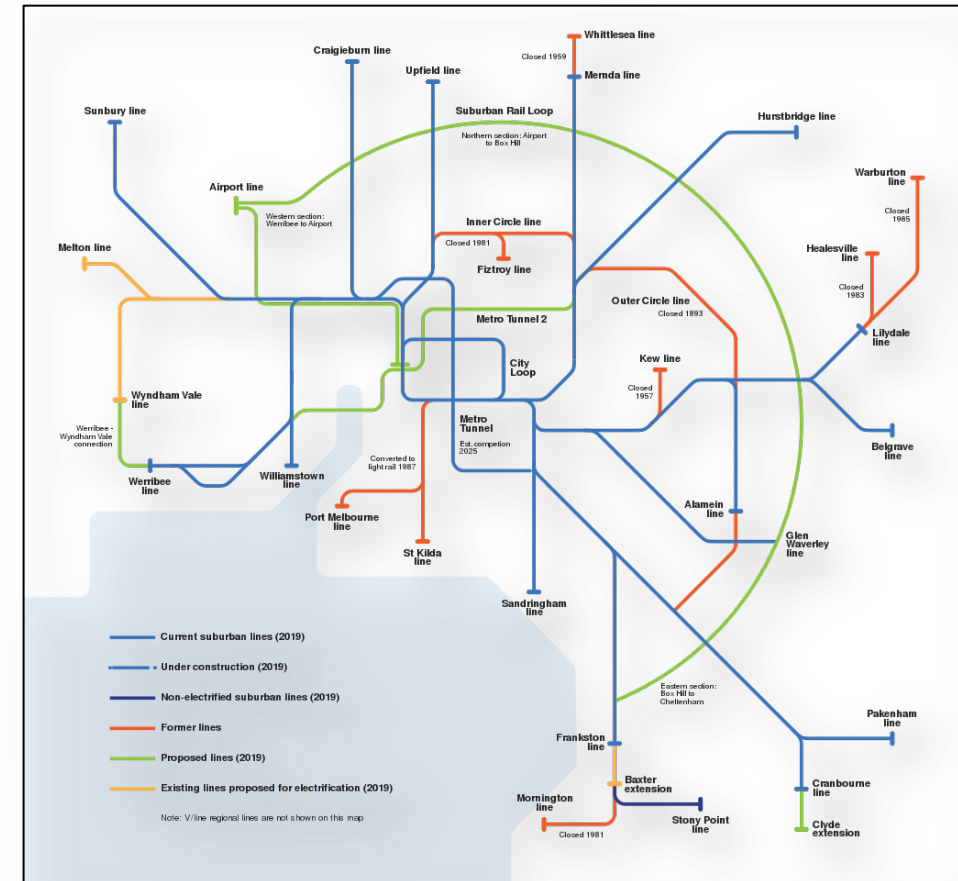 Whittlesea line
Closed 1959
Mernda line
Craigieburn line
Upfield line
Sunbury line
Suburban Rail Loop
Northern section: Airport
to Box Hill
Hurstbridge line
Warburton
line
Closed
1965
Airport line
Western section:
Werribee to Airport
Inner Circle line
Closed 1981
Fiztroy line
Melton line
Healesville
line
Closed
1983
Outer Circle line
Closed 1893
Metro Tunnel 2
Lilydale
line
City
Loop
Kew line
Closed
1957
Wyndham Vale
line
Werribee -
Wyndham Vale
connection
Metro
Tunnel
Est. competion
2025
Belgrave
line
Werribee
line
Williamstown
line
Converted to
light rail 1987
Port Melbourne
line
St Kilda
line
Alamein
line
Glen
Waverley
line
Sandringham
line
Current suburban lines (2019)
Under construction (2019)
Non-electrified suburban lines (2019)
Former lines
Proposed lines (2019)
Existing lines proposed for electrification (2019)
Note: V/line regional lines are not shown on this map
Eastern section:
Box Hill to
Cheltenham
Pakenham
line
Frankston
line
Baxter
extension
Cranbourne
line
Mornington
line
Closed 1981
Stony Point
line
Clyde
extension